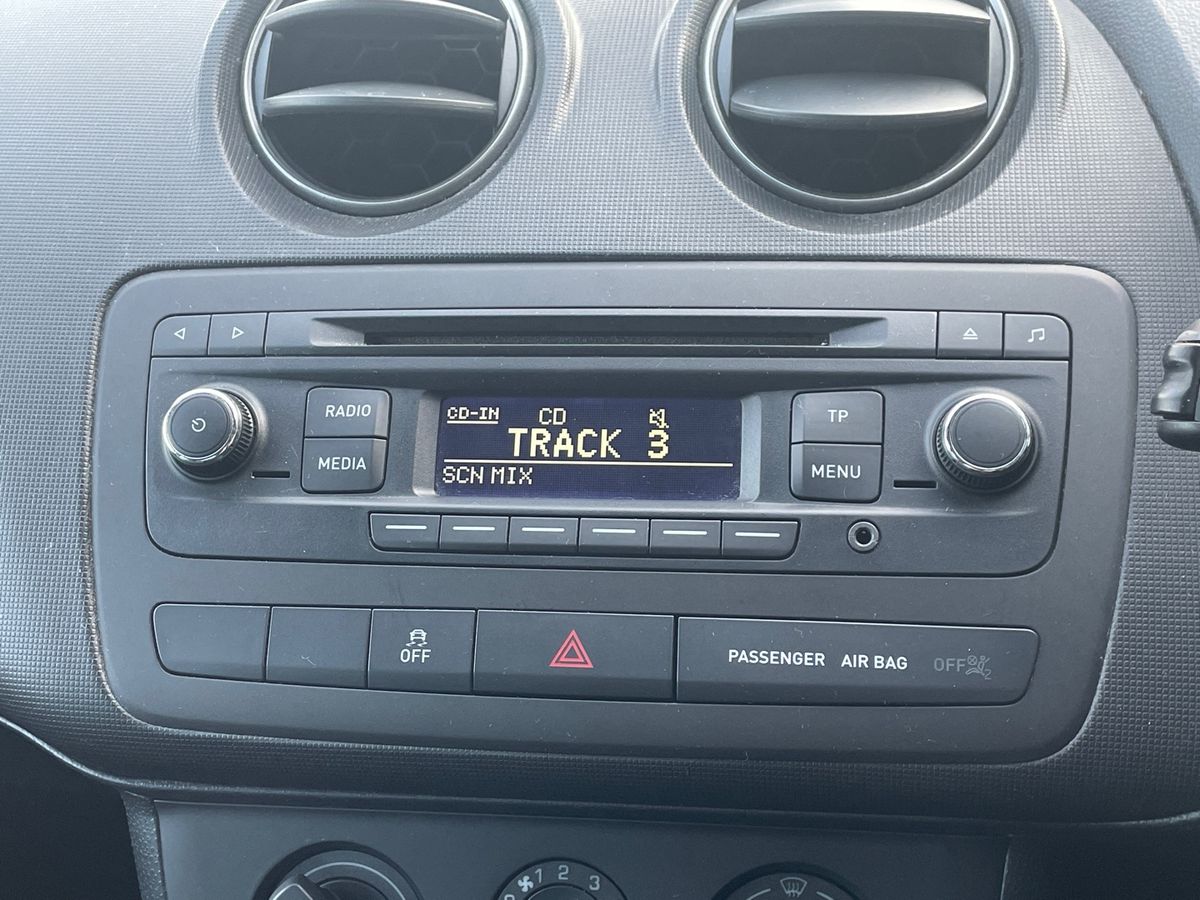 RADIO
MEDIA
CD-IN CD
TRACK 3
SCN MIX
TP
MENU
OFF
PASSENGER AIR BAG OFF 2
1 2 3